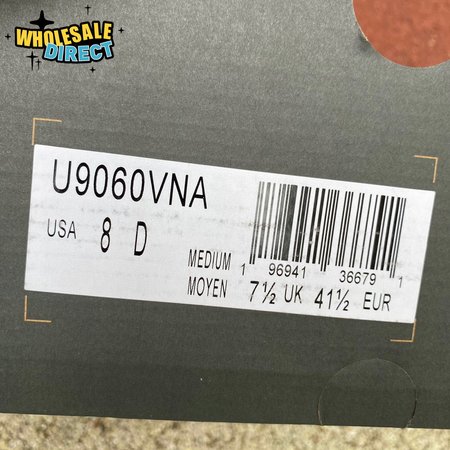 WHOLESALE
DIRECT
U9060VNA
USA 8 D
MEDIUM
MOYEN
1 96941 36679 1
7½ UK 41½ EUR